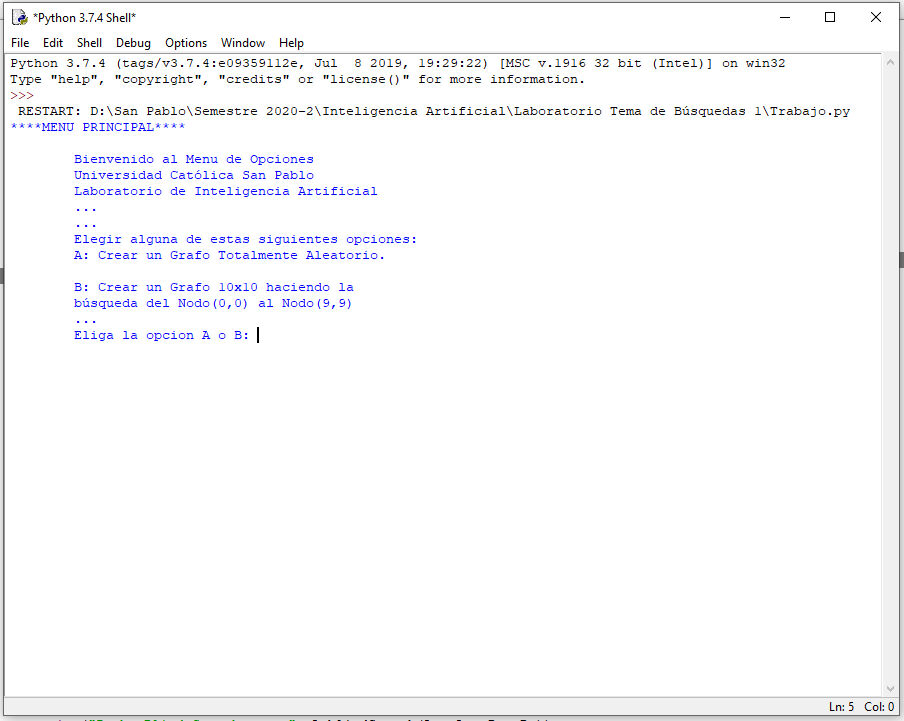 *Python 3.7.4 Shell*
File Edit Shell Debug Options Window Help
Python 3.7.4 (tags/v3.7.4:e09359112e, Jul  8 2019, 19:29:22) [MSC v.1916 32 bit (Intel)] on win32
Type "help", "copyright", "credits" or "license()" for more information.
>>>
 RESTART: D:\San Pablo\Semestre 2020-2\Inteligencia Artificial\Laboratorio Tema de Búsquedas 1\Trabajo.py
****MENU PRINCIPAL****
Bienvenido al Menu de Opciones
Universidad Católica San Pablo
Laboratorio de Inteligencia Artificial
...
...
Elegir alguna de estas siguientes opciones:
A: Crear un Grafo Totalmente Aleatorio.
B: Crear un Grafo 10x10 haciendo la
búsqueda del Nodo(0,0) al Nodo(9,9)
...
Eliga la opcion A o B:
Ln: 5 Col: 0